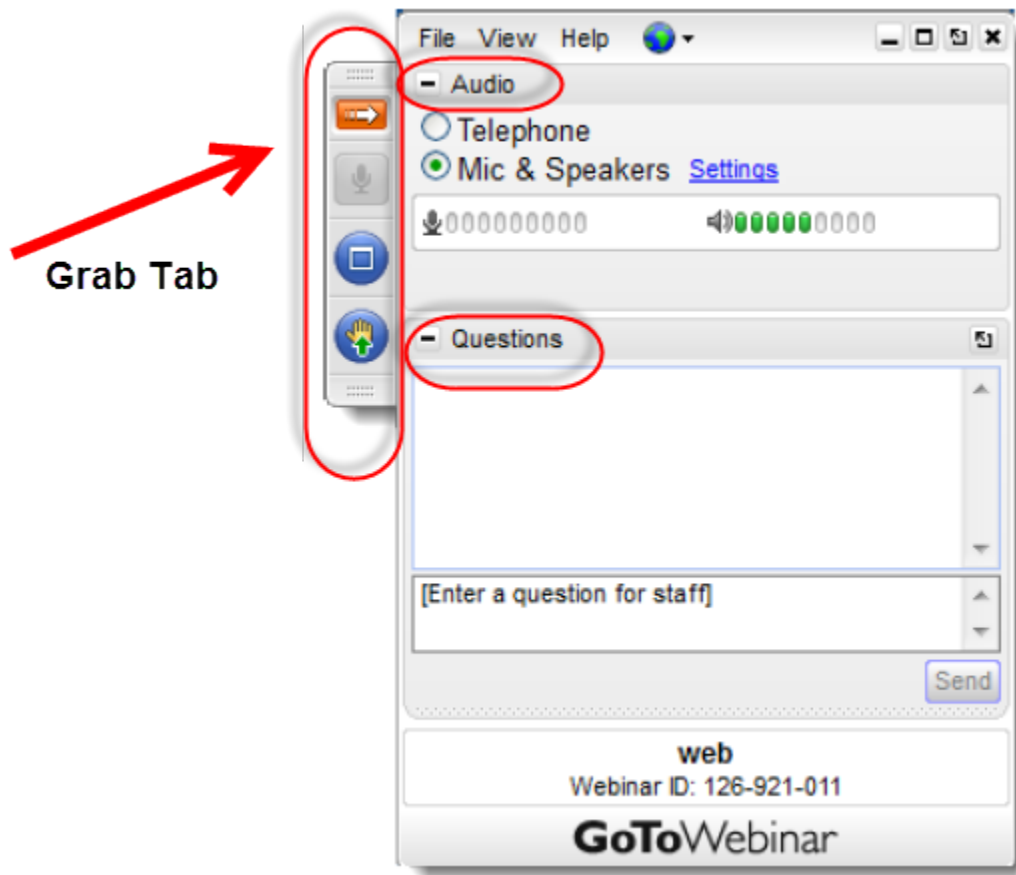 File View Help
Audio
Telephone
Mic & Speakers Settings
Grab Tab
Questions
[Enter a question for staff]
Send
web
Webinar ID: 126-921-011
GoToWebinar